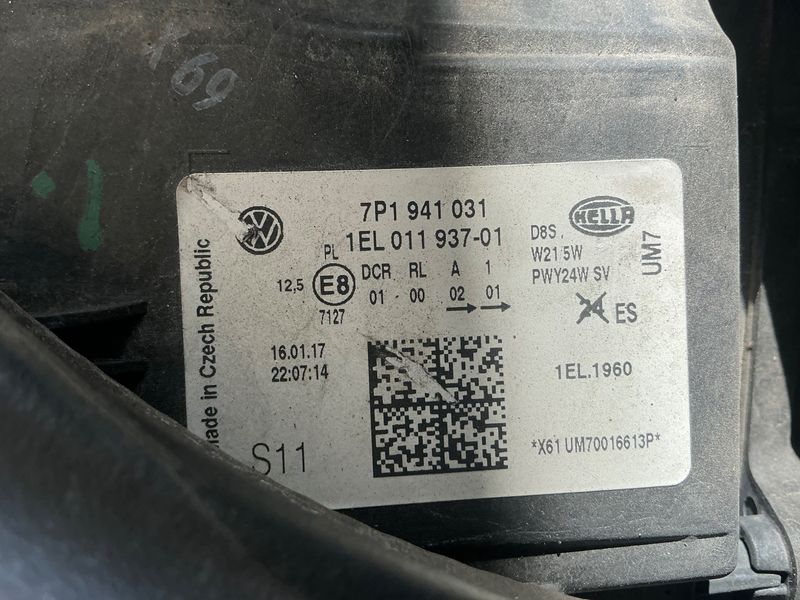 X69
7P1 941 031
1EL 011 937-01
HELLA
D8S
W21 5W
PWY24W SV
UM7
ES
PL
12,5
E8
7127
DCR RL A 1
01 00 02 01
16.01.17
22:07:14
1EL.1960
S11
*X61 UM70016613P*
made in Czech Republic